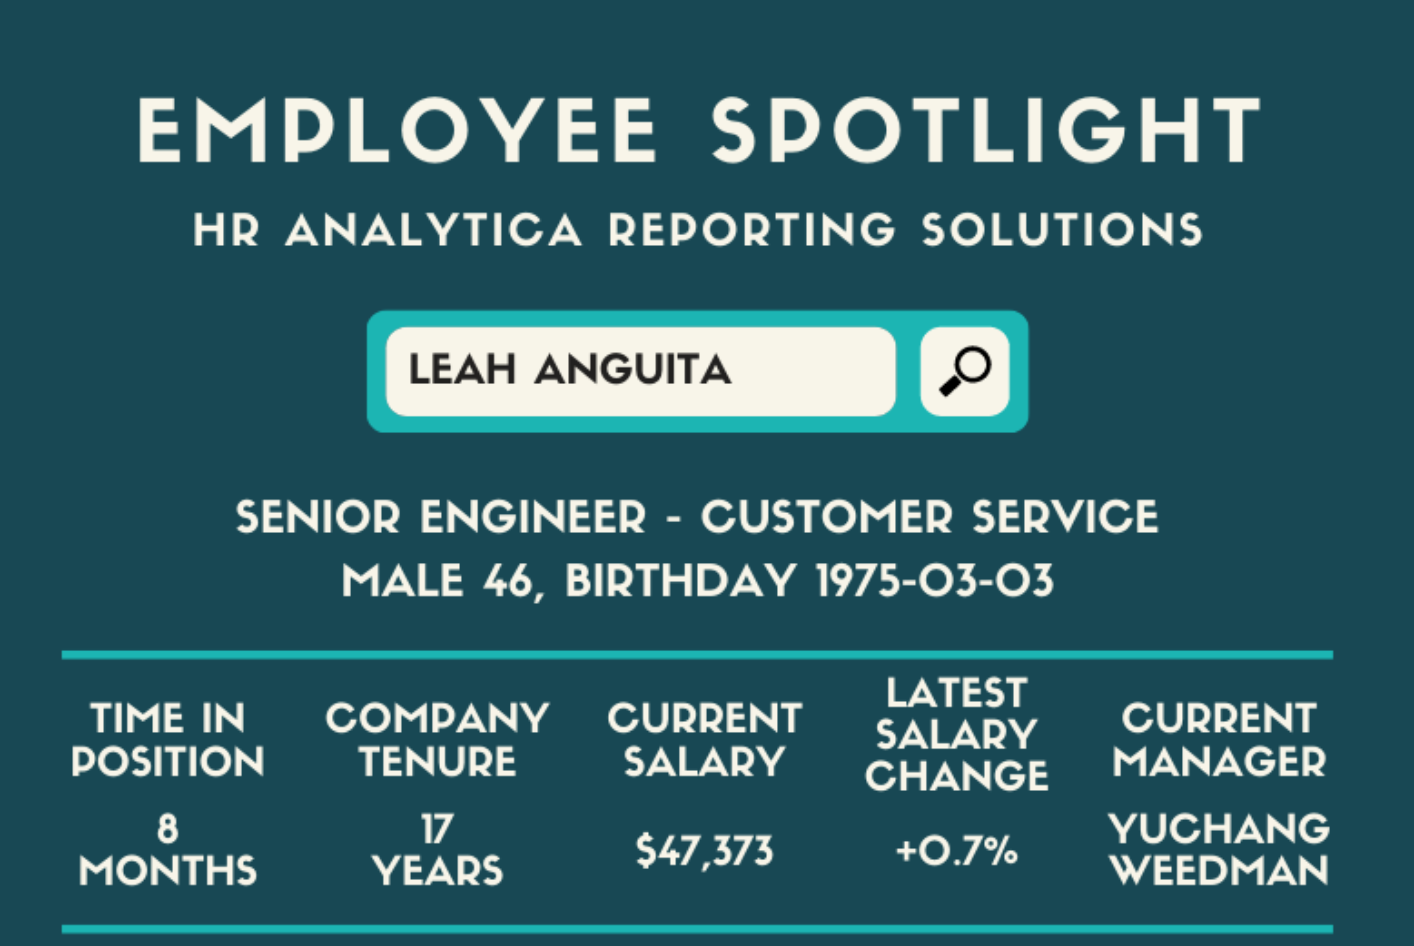 EMPLOYEE SPOTLIGHT
HR ANALYTICA REPORTING SOLUTIONS
LEAH ANGUITA
SENIOR ENGINEER - CUSTOMER SERVICE
MALE 46, BIRTHDAY 1975-03-03
TIME IN
POSITION
8
MONTHS
COMPANY
TENURE
17
YEARS
CURRENT
SALARY
$47,373
LATEST
SALARY
CHANGE
+0.7%
CURRENT
MANAGER
YUCHANG
WEEDMAN